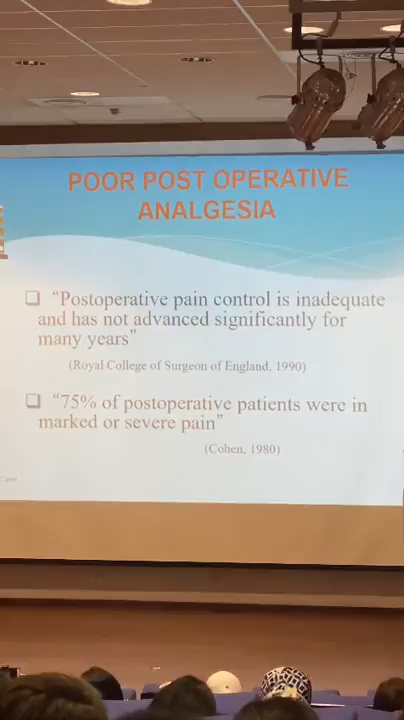 POOR POST OPERATIVE
ANALGESIA
❑ "Postoperative pain control is inadequate
and has not advanced significantly for
many years"
(Royal College of Surgeon of England, 1990)
❑ "75% of postoperative patients were in
marked or severe pain"
(Cohen, 1980)